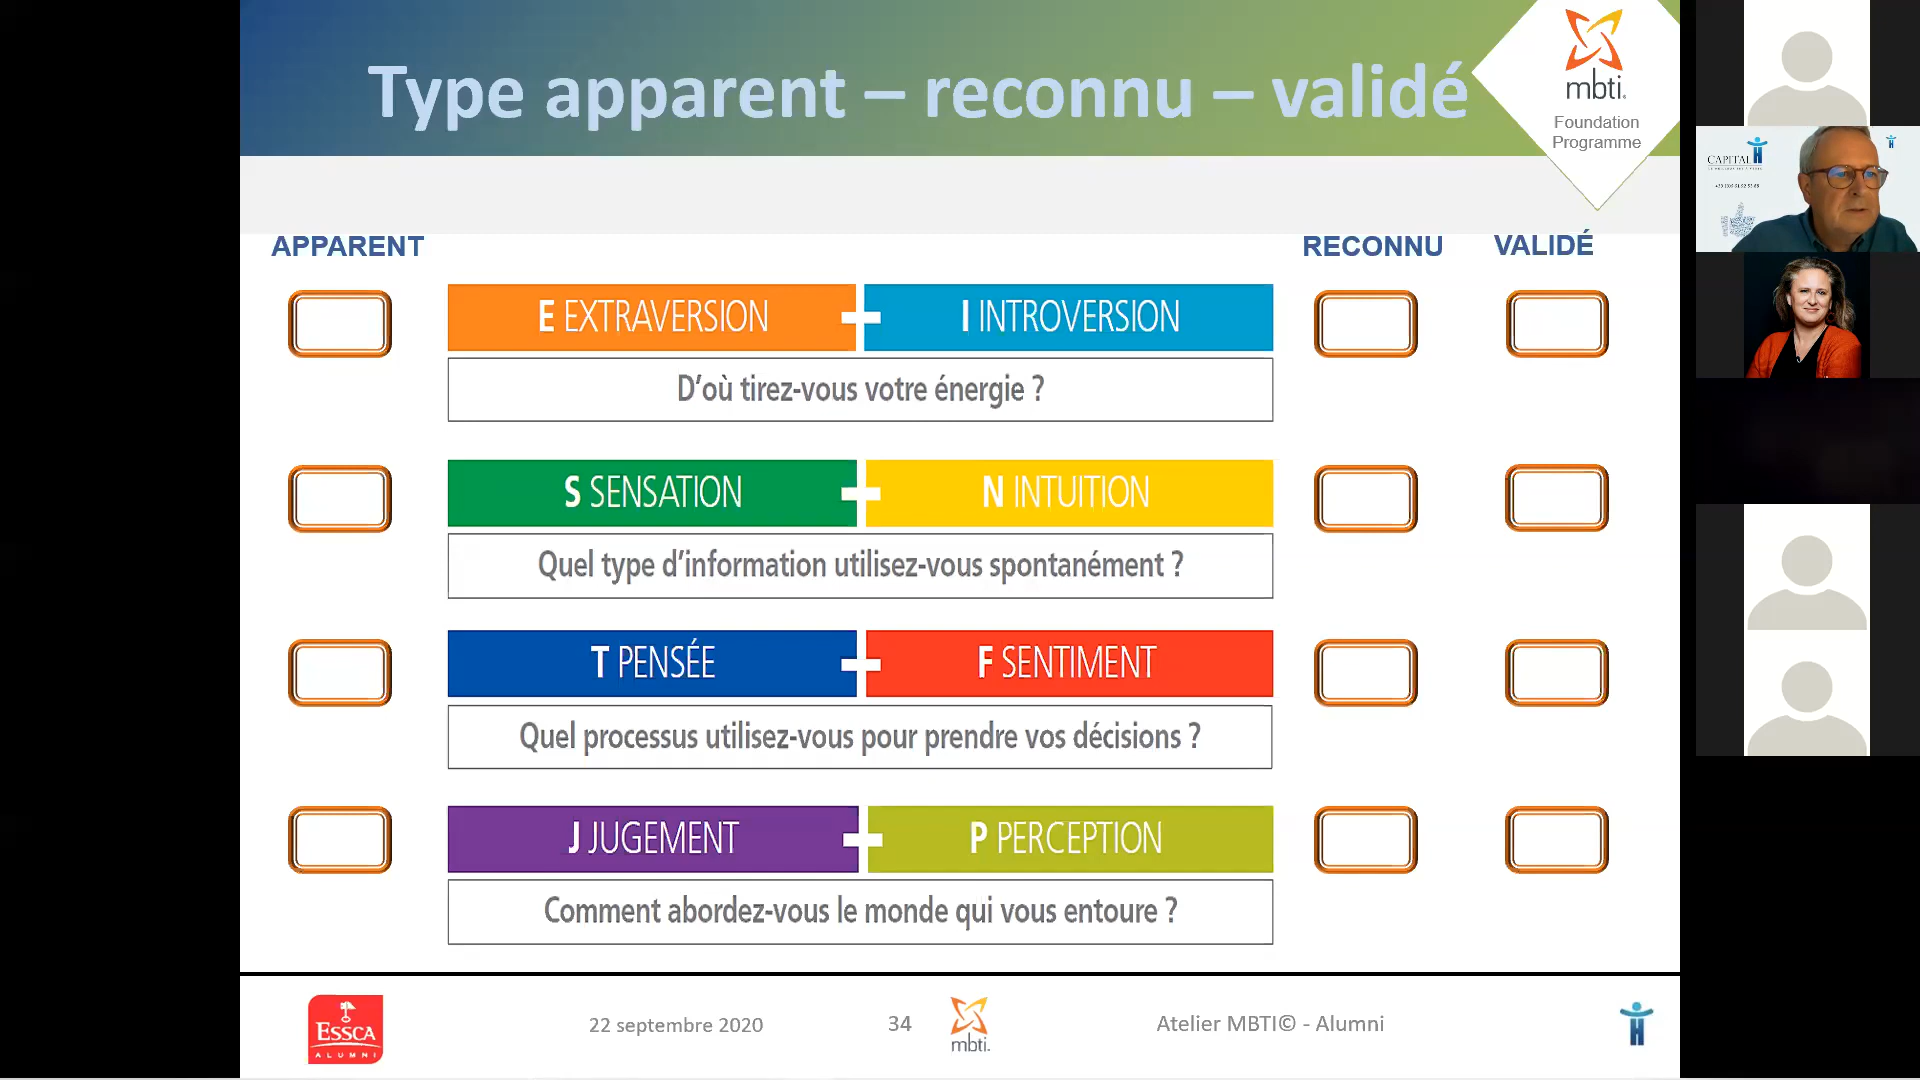 Type apparent – reconnu – validé
mbti®
Foundation
Programme
APPARENT
RECONNU
VALIDÉ
E EXTRAVERSION
I INTROVERSION
D’où tirez-vous votre énergie ?
S SENSATION
N INTUITION
Quel type d’information utilisez-vous spontanément ?
T PENSÉE
F SENTIMENT
Quel processus utilisez-vous pour prendre vos décisions ?
J JUGEMENT
P PERCEPTION
Comment abordez-vous le monde qui vous entoure ?
ESSCA
ALUMNI
22 septembre 2020
34
mbti.
Atelier MBTI© - Alumni
CAPITAL H